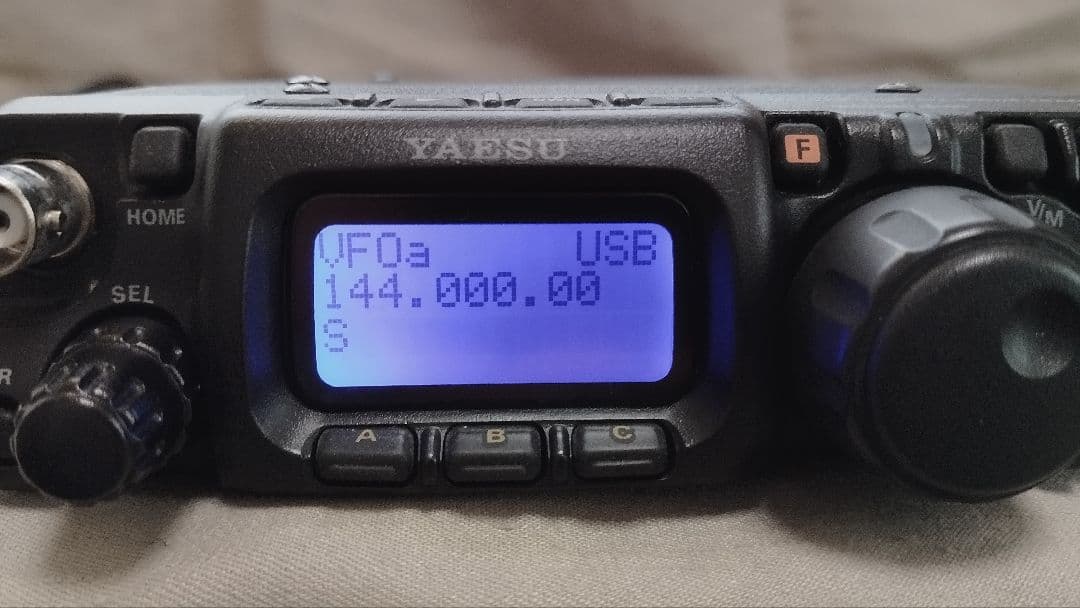 YAESU
F
HOME
V/M
VFOa USB
144.000.00
SEL
S
R
A B C